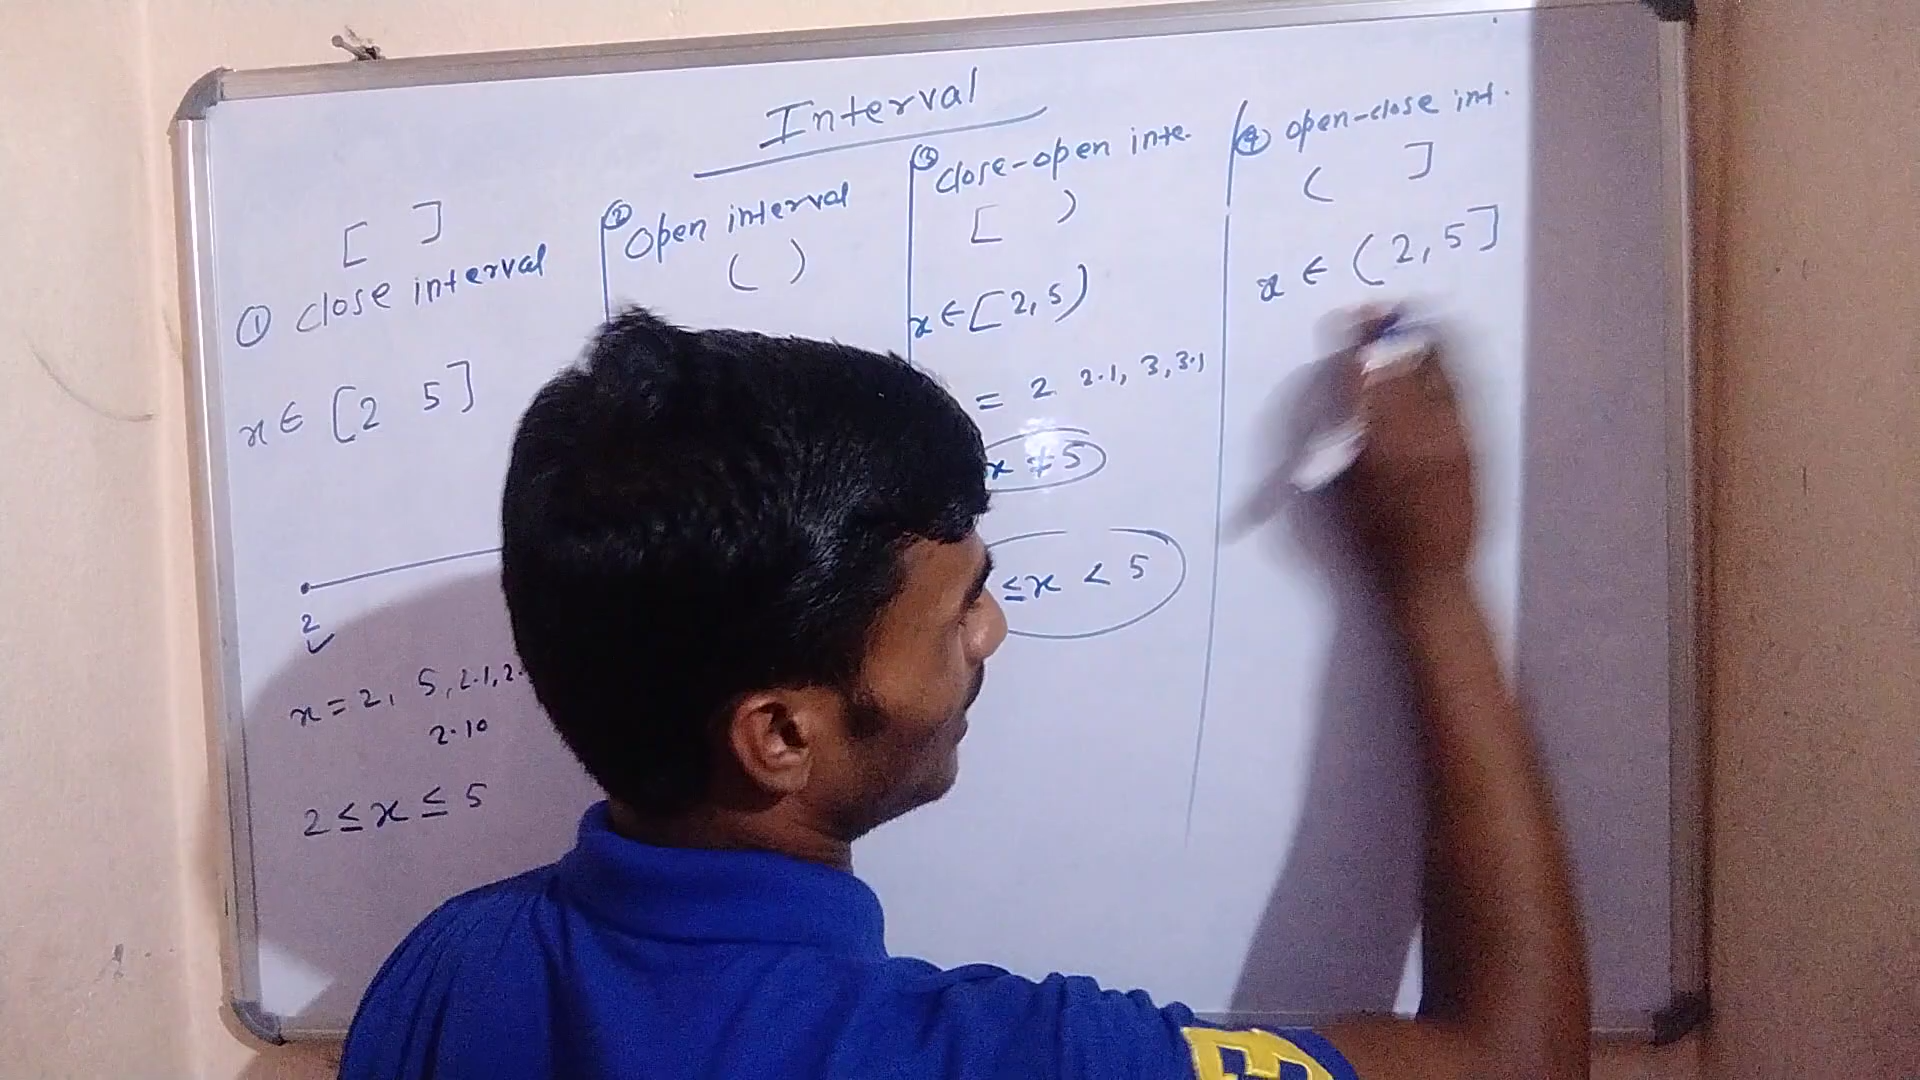 Interval
[ ]
① close interval
x ∈ [2 5]
2
x = 2, 5, 2.1, 2.
2.10
2 ≤ x ≤ 5
② open interval
( )
③ close-open inte.
[ )
x ∈ [2, 5)
= 2 2.1, 3, 3.1
x ≠ 5
≤ x < 5
④ open-close int.
( ]
x ∈ (2, 5]